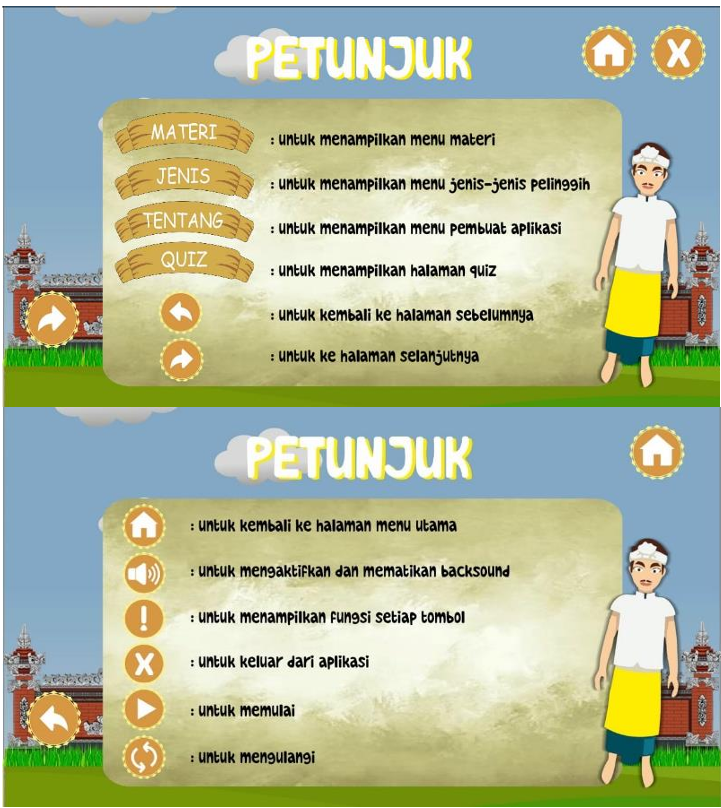 PETUNJUK
MATERI : untuk menampilkan menu materi
JENIS : untuk menampilkan menu jenis-jenis pelinggih
TENTANG : untuk menampilkan menu pembuat aplikasi
QUIZ : untuk menampilkan halaman quiz
: untuk kembali ke halaman sebelumnya
: untuk ke halaman selanjutnya
PETUNJUK
: untuk kembali ke halaman menu utama
: untuk mengaktifkan dan mematikan backsound
: untuk menampilkan fungsi setiap tombol
: untuk keluar dari aplikasi
: untuk memulai
: untuk mengulangi